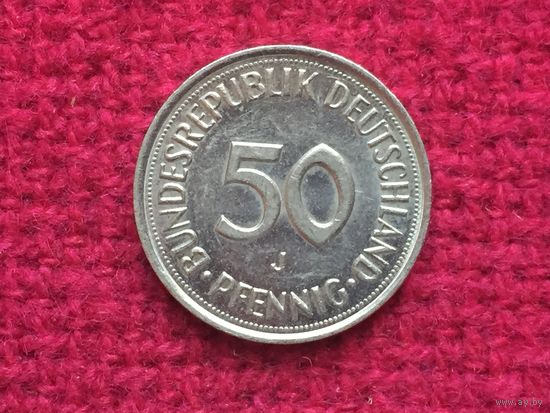 BUNDESREPUBLIK DEUTSCHLAND
50
J
· PFENNIG ·
www.ay.by